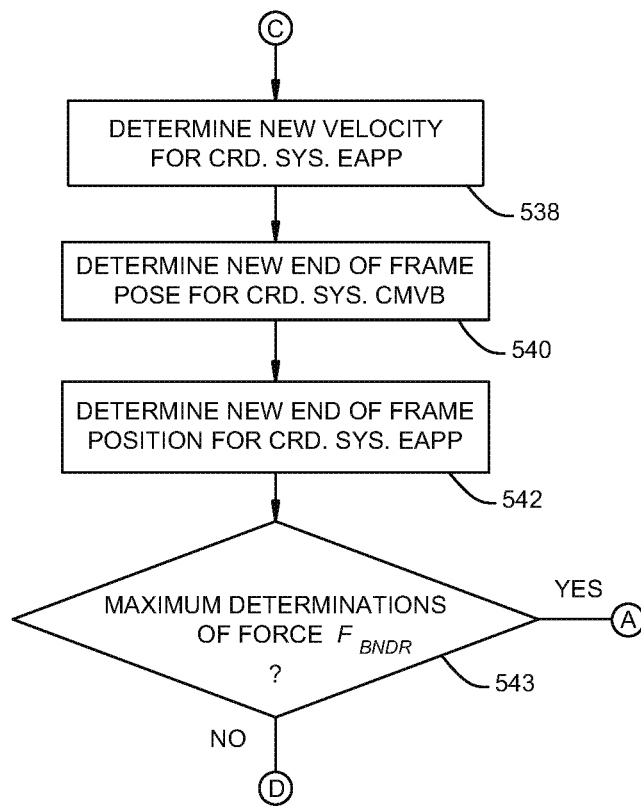 C
DETERMINE NEW VELOCITY
FOR CRD. SYS. EAPP
538
DETERMINE NEW END OF FRAME
POSE FOR CRD. SYS. CMVB
540
DETERMINE NEW END OF FRAME
POSITION FOR CRD. SYS. EAPP
542
MAXIMUM DETERMINATIONS
OF FORCE F BNDR
?
543
YES
A
NO
D